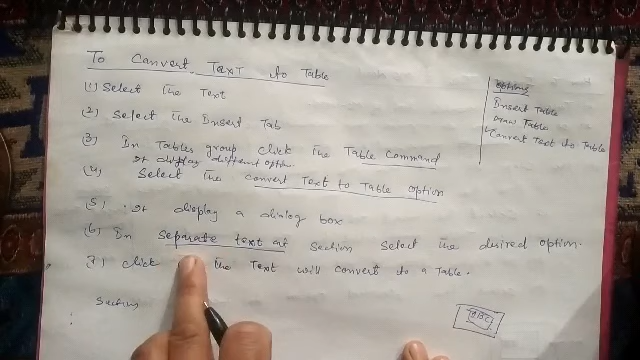 To Convert Text to Table
(1) Select the Text
(2) Select the Insert Tab
(3) In Tables group click the Table Command
It display different option
(4) Select the convert Text to Table option
(5) It display a dialog box
(6) In separate text at section select the desired option.
(7) click the Text will convert to a Table.
Section
options
Insert Table
Draw Table
Convert Text to Table